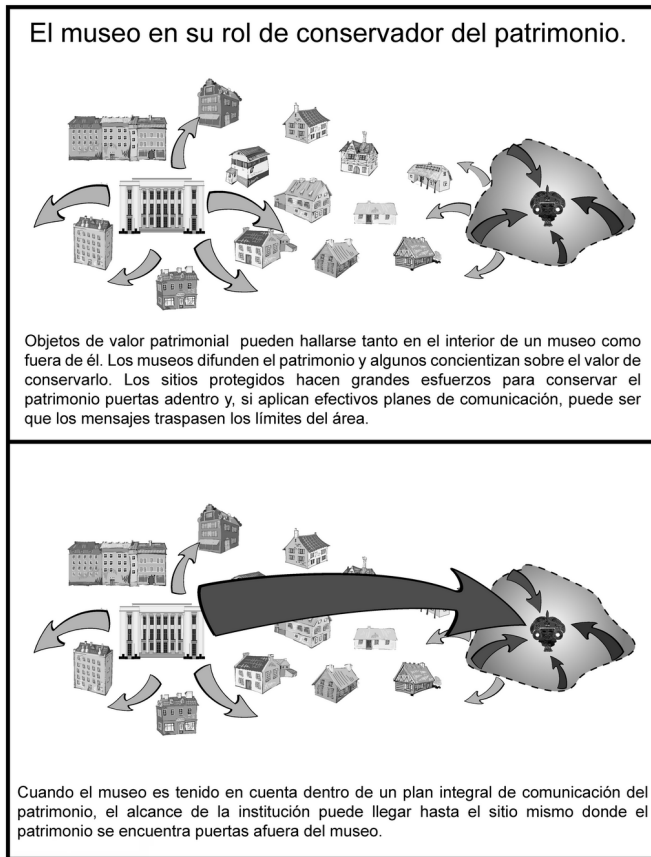 El museo en su rol de conservador del patrimonio.
Objetos de valor patrimonial pueden hallarse tanto en el interior de un museo como
fuera de él. Los museos difunden el patrimonio y algunos concientizan sobre el valor de
conservarlo. Los sitios protegidos hacen grandes esfuerzos para conservar el
patrimonio puertas adentro y, si aplican efectivos planes de comunicación, puede ser
que los mensajes traspasen los límites del área.
Cuando el museo es tenido en cuenta dentro de un plan integral de comunicación del
patrimonio, el alcance de la institución puede llegar hasta el sitio mismo donde el
patrimonio se encuentra puertas afuera del museo.